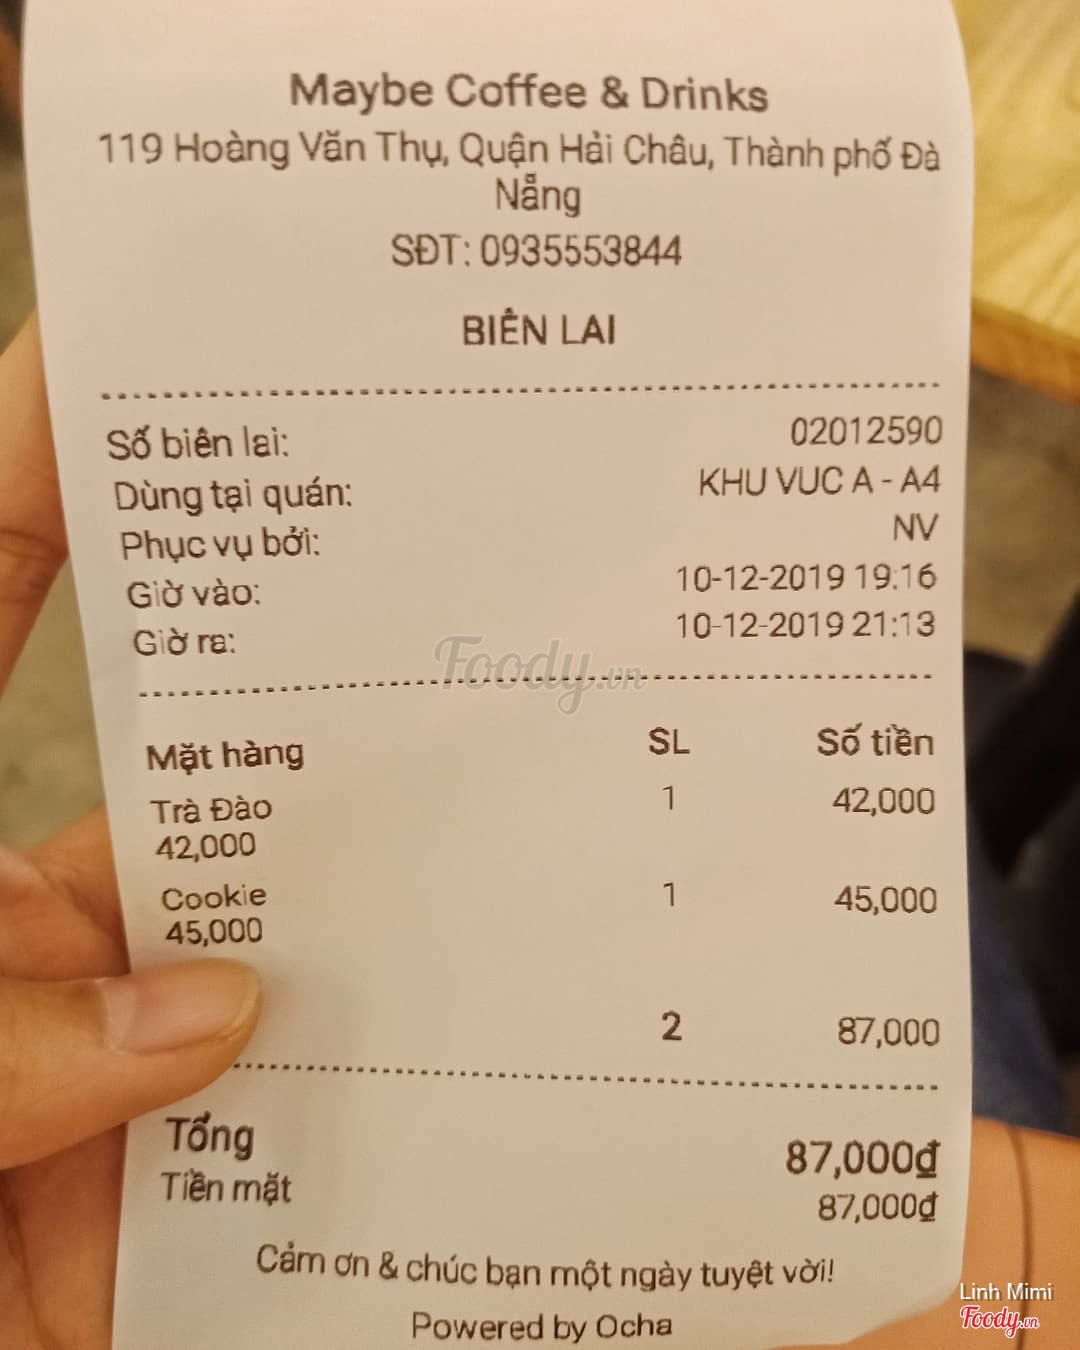 Maybe Coffee & Drinks
119 Hoàng Văn Thụ, Quận Hải Châu, Thành phố Đà
Nẵng
SĐT: 0935553844
BIÊN LAI
Số biên lai: 02012590
Dùng tại quán: KHU VUC A - A4
Phục vụ bởi: NV
Giờ vào: 10-12-2019 19:16
Giờ ra: 10-12-2019 21:13
Foody.vn
Mặt hàng SL Số tiền
Trà Đào 1 42,000
42,000
Cookie 1 45,000
45,000
2 87,000
Tổng 87,000₫
Tiền mặt 87,000₫
Cảm ơn & chúc bạn một ngày tuyệt vời!
Powered by Ocha
Linh Mimi
Foody.vn